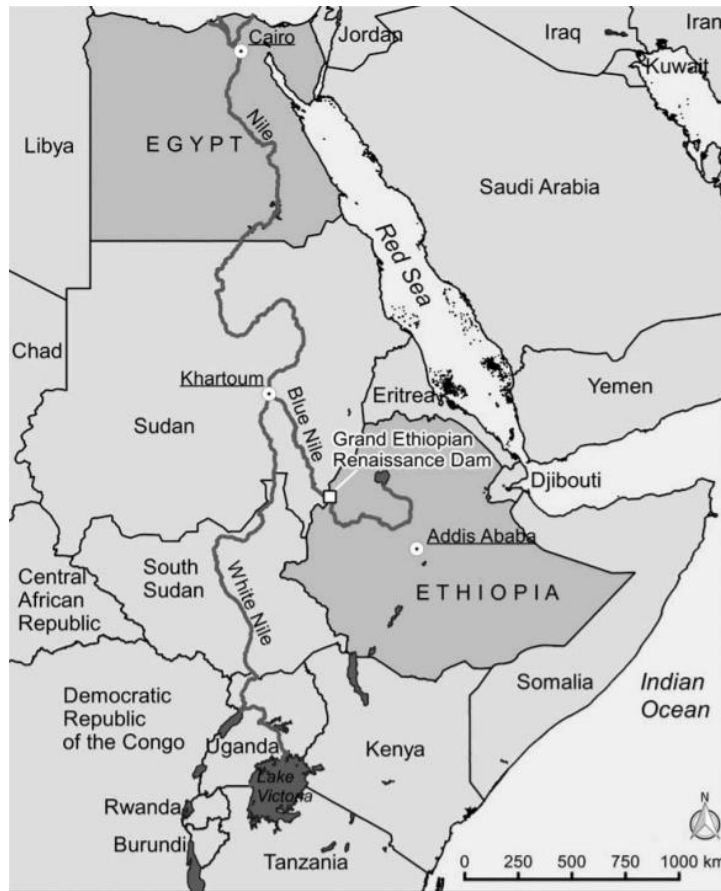 Cairo
Jordan
Iraq
Iran
Kuwait
Nile
Libya
EGYPT
Saudi Arabia
Red Sea
Chad
Khartoum
Sudan
Blue Nile
Eritrea
Yemen
Grand Ethiopian
Renaissance Dam
Djibouti
Addis Ababa
South
Sudan
Central
African
Republic
White Nile
ETHIOPIA
Somalia
Indian
Ocean
Democratic
Republic
of the Congo
Uganda
Kenya
Lake
Victoria
Rwanda
Burundi
Tanzania
N
0 250 500 750 1000 km